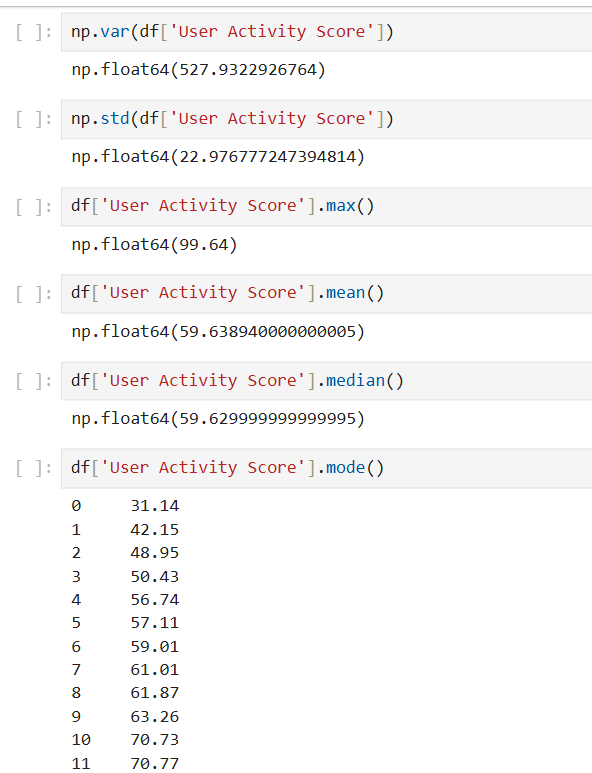 [ ]: np.var(df['User Activity Score'])
np.float64(527.9322926764)
[ ]: np.std(df['User Activity Score'])
np.float64(22.976777247394814)
[ ]: df['User Activity Score'].max()
np.float64(99.64)
[ ]: df['User Activity Score'].mean()
np.float64(59.638940000000005)
[ ]: df['User Activity Score'].median()
np.float64(59.629999999999995)
[ ]: df['User Activity Score'].mode()
0 31.14
1 42.15
2 48.95
3 50.43
4 56.74
5 57.11
6 59.01
7 61.01
8 61.87
9 63.26
10 70.73
11 70.77